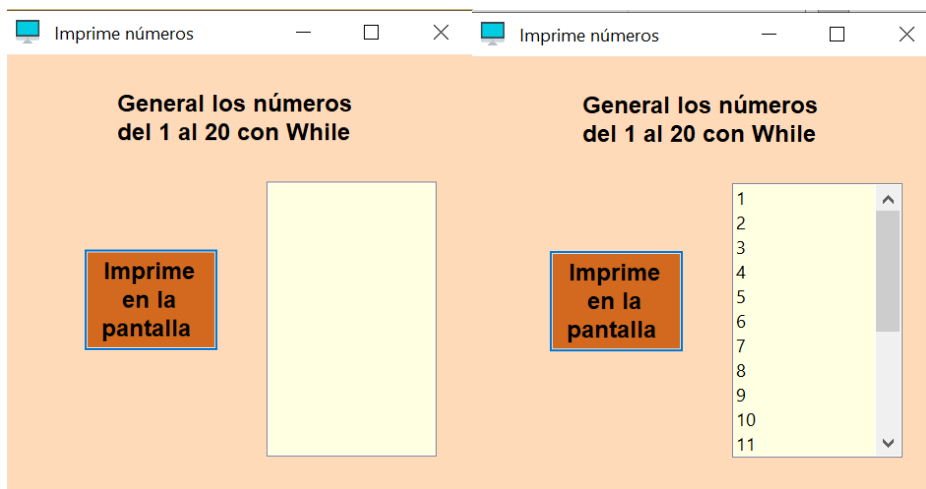 Imprime números
General los números
del 1 al 20 con While
Imprime
en la
pantalla
Imprime números
General los números
del 1 al 20 con While
Imprime
en la
pantalla
1
2
3
4
5
6
7
8
9
10
11